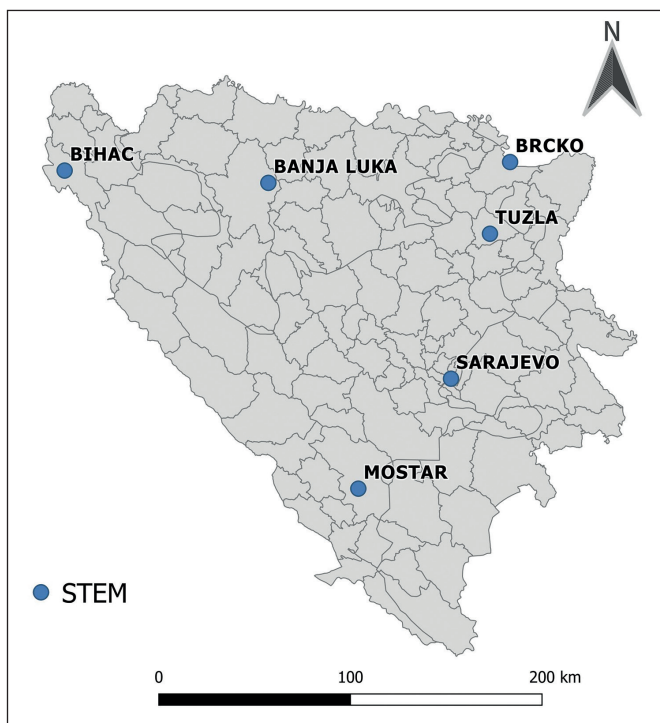 N
BRCKO
BIHAC
BANJA LUKA
TUZLA
SARAJEVO
MOSTAR
STEM
0 100 200 km